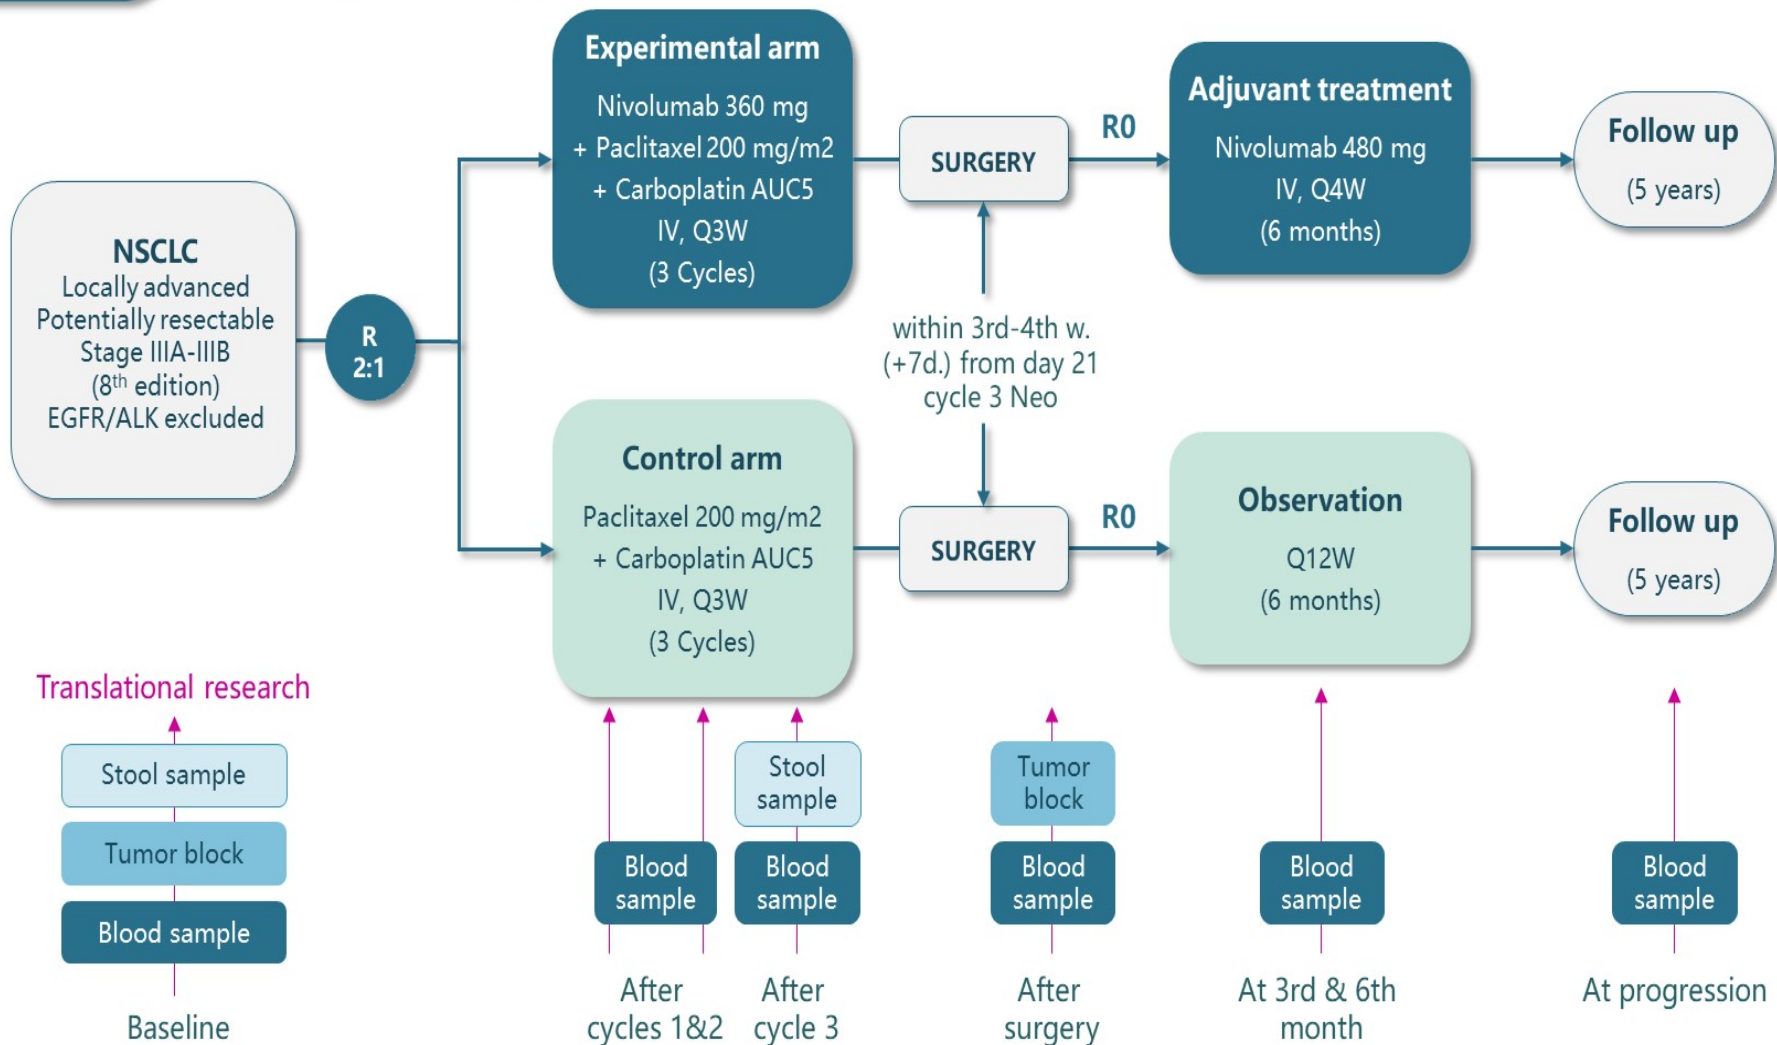 NSCLC
Locally advanced
Potentially resectable
Stage IIIA-IIIB
(8th edition)
EGFR/ALK excluded
R
2:1
Experimental arm
Nivolumab 360 mg
+ Paclitaxel 200 mg/m2
+ Carboplatin AUC5
IV, Q3W
(3 Cycles)
SURGERY
R0
Adjuvant treatment
Nivolumab 480 mg
IV, Q4W
(6 months)
Follow up
(5 years)
within 3rd-4th w.
(+7d.) from day 21
cycle 3 Neo
Control arm
Paclitaxel 200 mg/m2
+ Carboplatin AUC5
IV, Q3W
(3 Cycles)
SURGERY
R0
Observation
Q12W
(6 months)
Follow up
(5 years)
Translational research
Stool sample
Tumor block
Blood sample
Baseline
Blood
sample
After
cycles 1&2
Stool
sample
Blood
sample
After
cycle 3
Tumor
block
Blood
sample
After
surgery
Blood
sample
At 3rd & 6th
month
Blood
sample
At progression